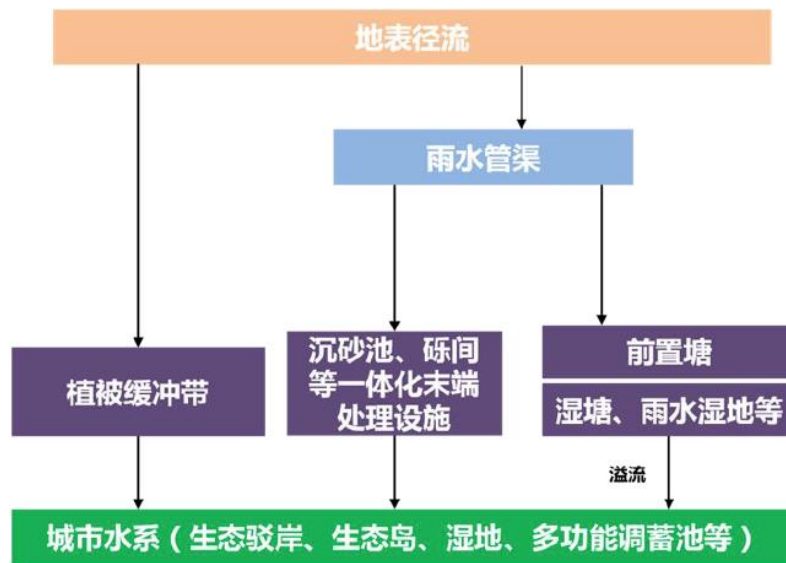 地表径流
雨水管渠
植被缓冲带
沉砂池、砾间
等一体化末端
处理设施
前置塘
湿塘、雨水湿地等
溢流
城市水系（生态驳岸、生态岛、湿地、多功能调蓄池等）